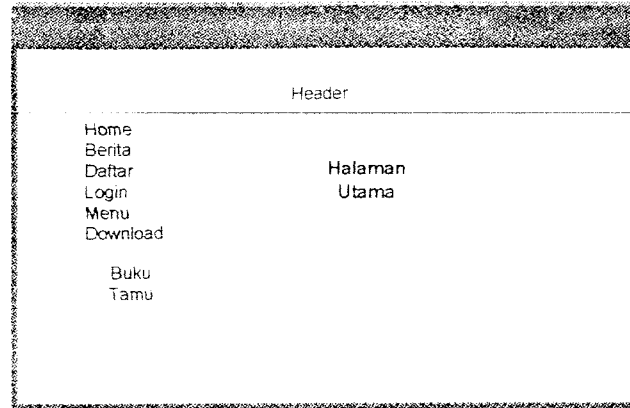 Header
Home
Berita
Daftar
Login
Menu
Download
Buku
Tamu
Halaman
Utama